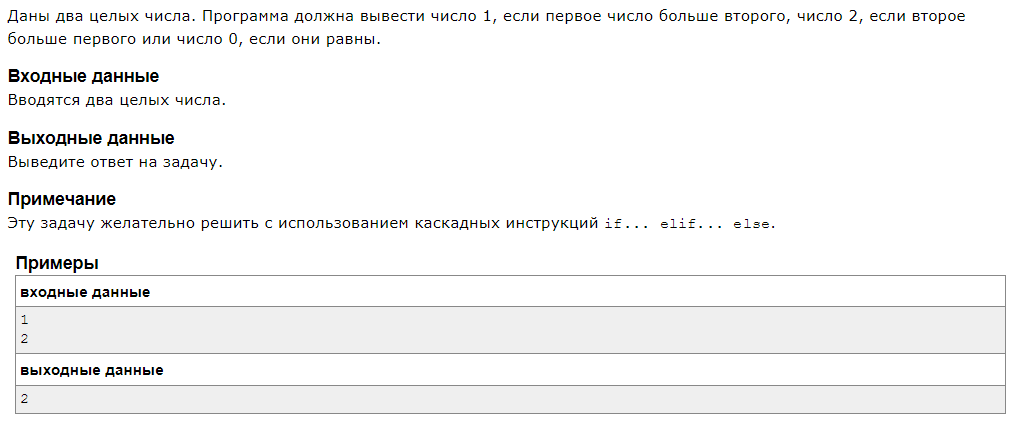 Даны два целых числа. Программа должна вывести число 1, если первое число больше второго, число 2, если второе
больше первого или число 0, если они равны.
Входные данные
Вводятся два целых числа.
Выходные данные
Выведите ответ на задачу.
Примечание
Эту задачу желательно решить с использованием каскадных инструкций if... elif... else.
Примеры
входные данные
1
2
выходные данные
2